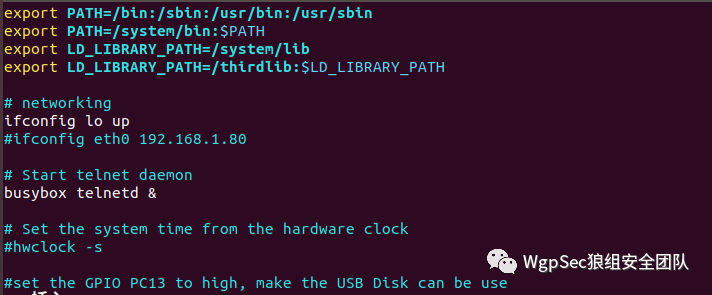 export PATH=/bin:/sbin:/usr/bin:/usr/sbin
export PATH=/system/bin:$PATH
export LD_LIBRARY_PATH=/system/lib
export LD_LIBRARY_PATH=/thirdlib:$LD_LIBRARY_PATH
# networking
ifconfig lo up
#ifconfig eth0 192.168.1.80
# Start telnet daemon
busybox telnetd &
# Set the system time from the hardware clock
#hwclock -s
WgpSec狼组安全团队
#set the GPIO PC13 to high, make the USB Disk can be use